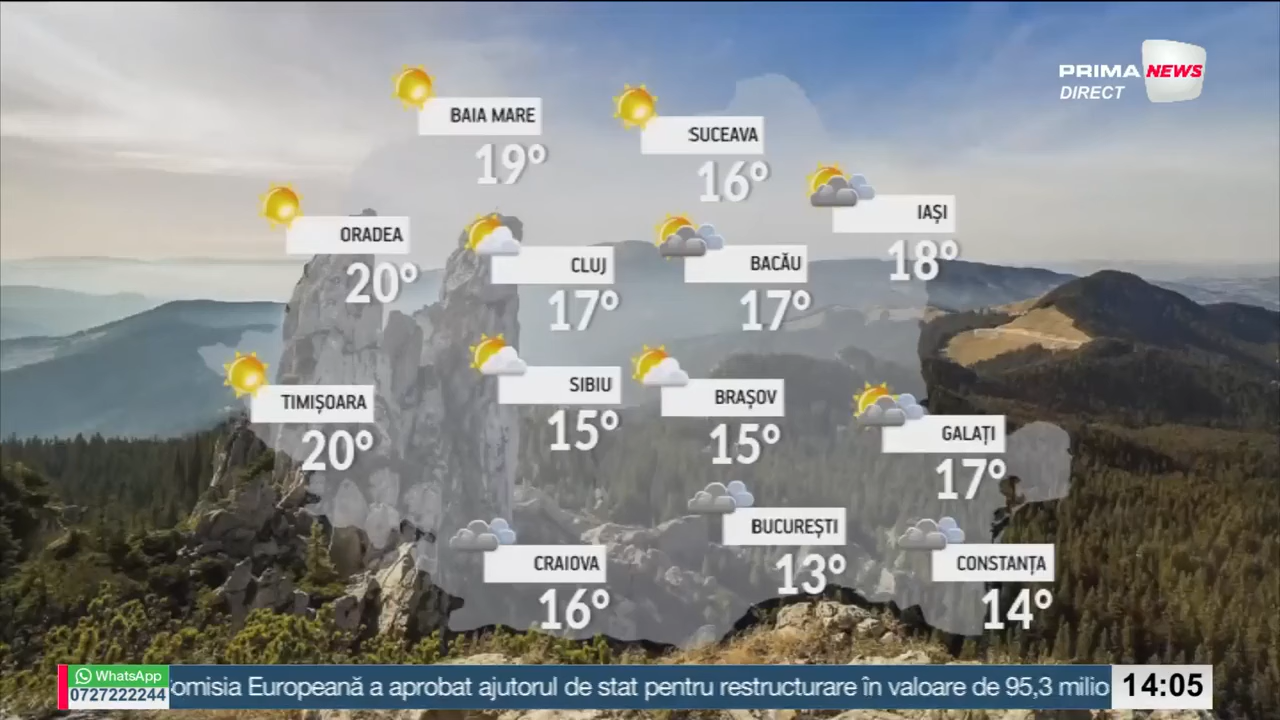 PRIMA NEWS
DIRECT
BAIA MARE
19°
SUCEAVA
16°
IAȘI
18°
ORADEA
20°
CLUJ
17°
BACĂU
17°
TIMIȘOARA
20°
SIBIU
15°
BRAȘOV
15°
GALAȚI
17°
CRAIOVA
16°
BUCUREȘTI
13°
CONSTANȚA
14°
WhatsApp
0727222244
omisia Europeană a aprobat ajutorul de stat pentru restructurare în valoare de 95,3 milio
14:05